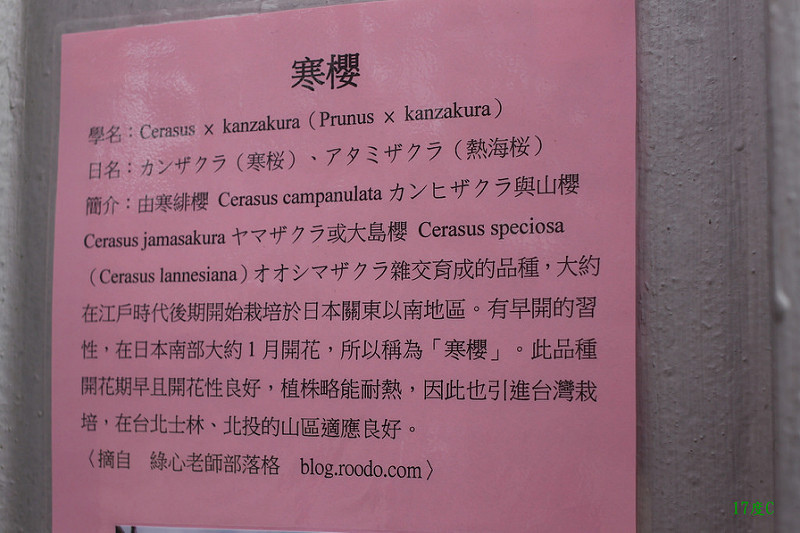 寒櫻
學名：Cerasus × kanzakura（Prunus × kanzakura）
日名：カンザクラ（寒桜）、アタミザクラ（熱海桜）
簡介：由寒緋櫻 Cerasus campanulata カンヒザクラ與山櫻
Cerasus jamasakura ヤマザクラ或大島櫻 Cerasus speciosa
（Cerasus lannesiana）オオシマザクラ雜交育成的品種，大約
在江戶時代後期開始栽培於日本關東以南地區。有早開的習
性，在日本南部大約 1 月開花，所以稱為「寒櫻」。此品種
開花期早且開花性良好，植株略能耐熱，因此也引進台灣栽
培，在台北士林、北投的山區適應良好。
〈摘自　綠心老師部落格　blog.roodo.com〉
17度C